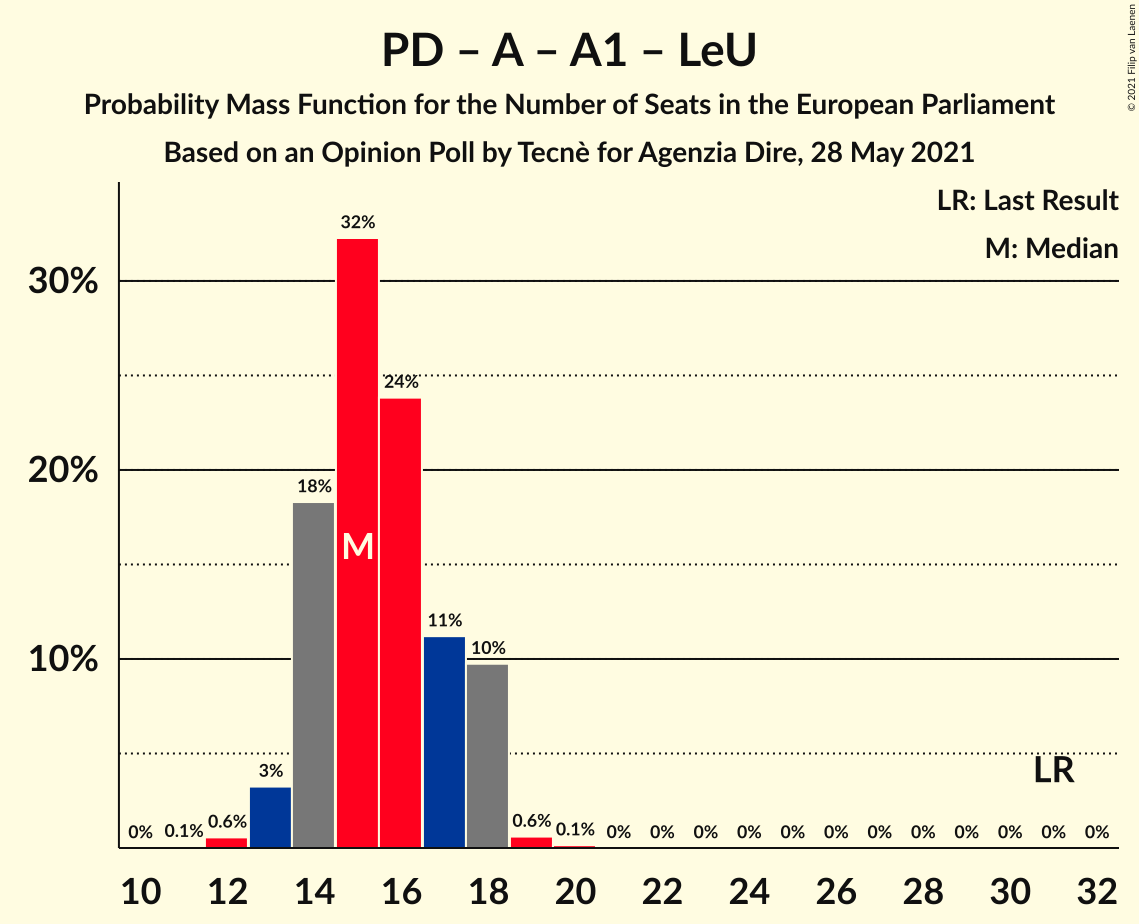 PD – A – A1 – LeU
Probability Mass Function for the Number of Seats in the European Parliament
Based on an Opinion Poll by Tecnè for Agenzia Dire, 28 May 2021
© 2021 Filip van Laenen
LR: Last Result
M: Median
30%
20%
10%
0%
0.1%
0.6%
3%
18%
32%
M
24%
11%
10%
0.6%
0.1%
0%
0%
0%
0%
0%
0%
0%
0%
0%
0%
LR
0%
0%
10 12 14 16 18 20 22 24 26 28 30 32